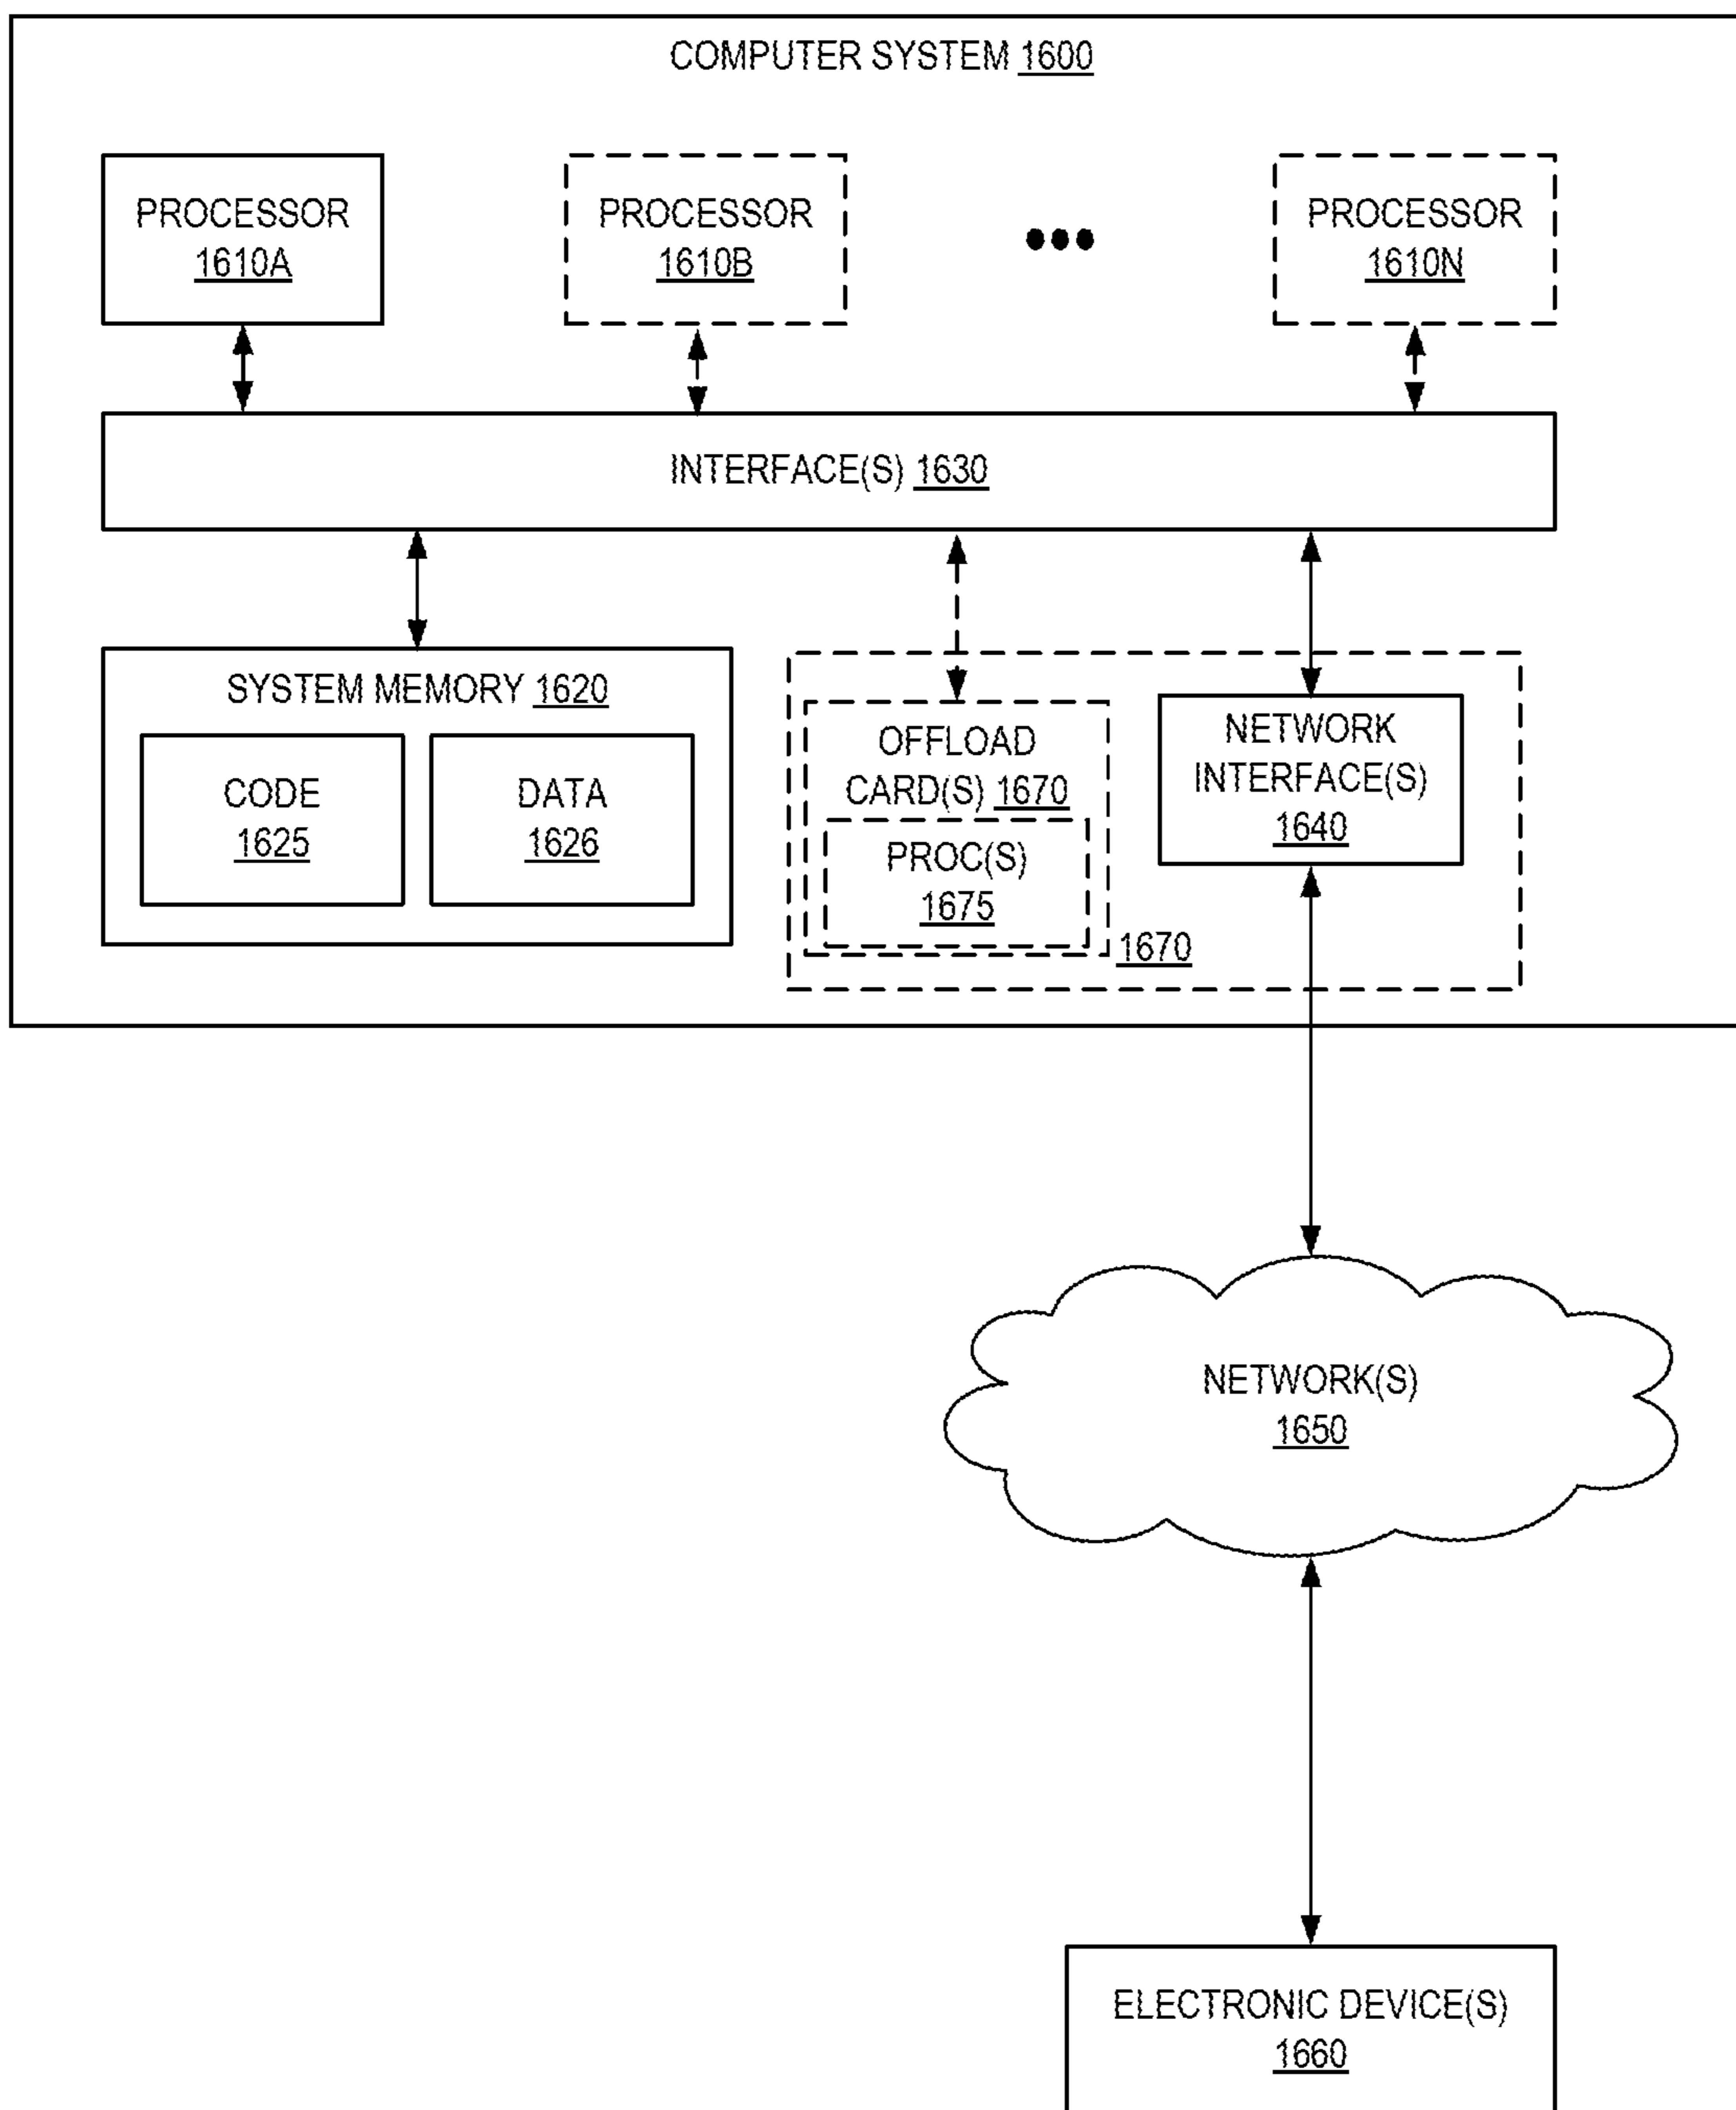 COMPUTER SYSTEM 1600
PROCESSOR
1610A
PROCESSOR
1610B
PROCESSOR
1610N
INTERFACE(S) 1630
SYSTEM MEMORY 1620
CODE
1625
DATA
1626
OFFLOAD
CARD(S) 1670
PROC(S)
1675
1670
NETWORK
INTERFACE(S)
1640
NETWORK(S)
1650
ELECTRONIC DEVICE(S)
1660